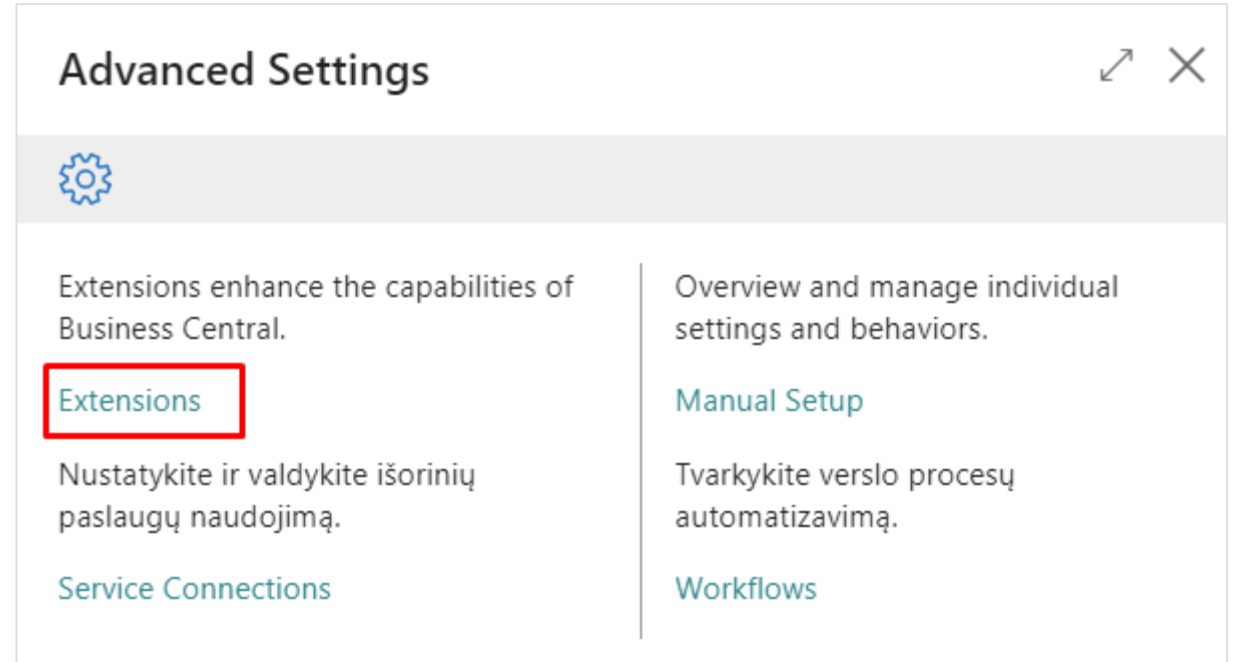 Advanced Settings
Extensions enhance the capabilities of
Business Central.
Extensions
Nustatykite ir valdykite išorinių
paslaugų naudojimą.
Service Connections
Overview and manage individual
settings and behaviors.
Manual Setup
Tvarkykite verslo procesų
automatizavimą.
Workflows